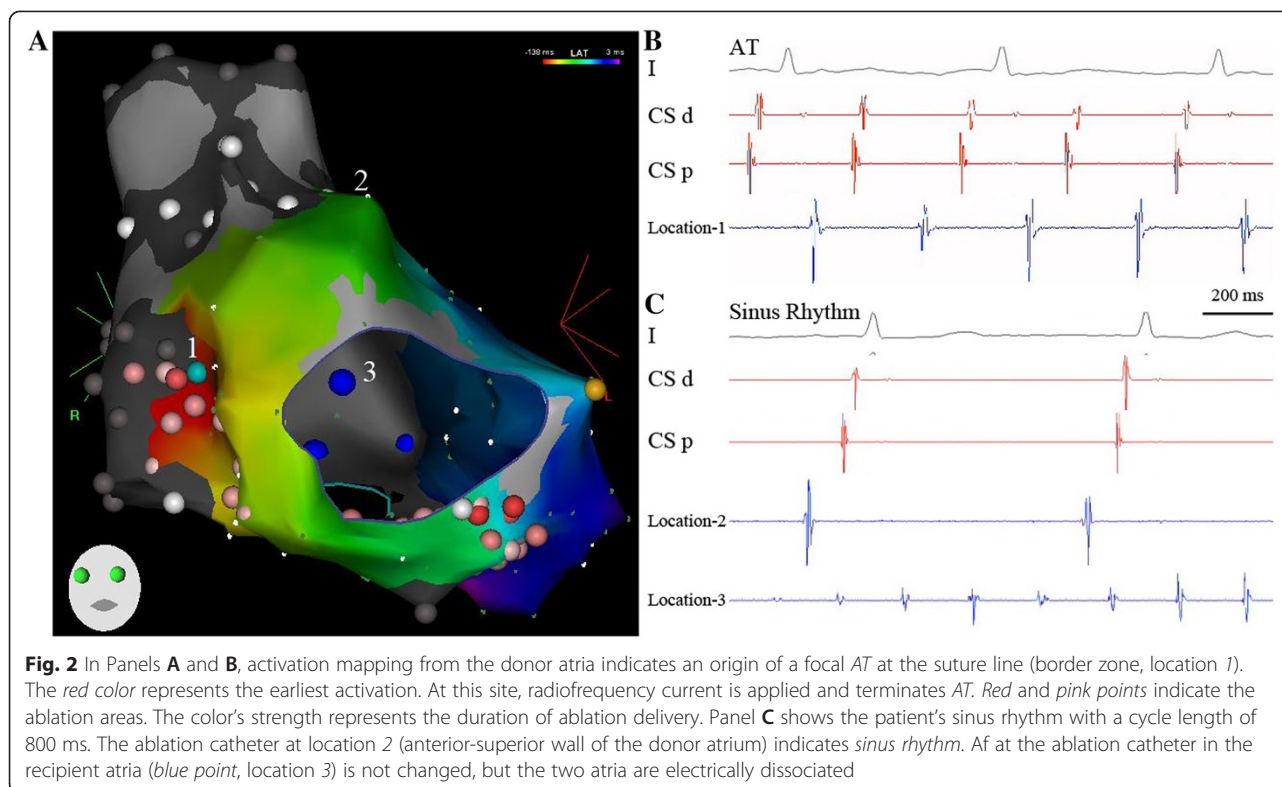 A
-138 ms LAT 3 ms
2
1
3
R
L
B
AT
I
CS d
CS p
Location-1
C
200 ms
Sinus Rhythm
I
CS d
CS p
Location-2
Location-3
Fig. 2 In Panels A and B, activation mapping from the donor atria indicates an origin of a focal AT at the suture line (border zone, location 1).
The red color represents the earliest activation. At this site, radiofrequency current is applied and terminates AT. Red and pink points indicate the
ablation areas. The color's strength represents the duration of ablation delivery. Panel C shows the patient's sinus rhythm with a cycle length of
800 ms. The ablation catheter at location 2 (anterior-superior wall of the donor atrium) indicates sinus rhythm. Af at the ablation catheter in the
recipient atria (blue point, location 3) is not changed, but the two atria are electrically dissociated